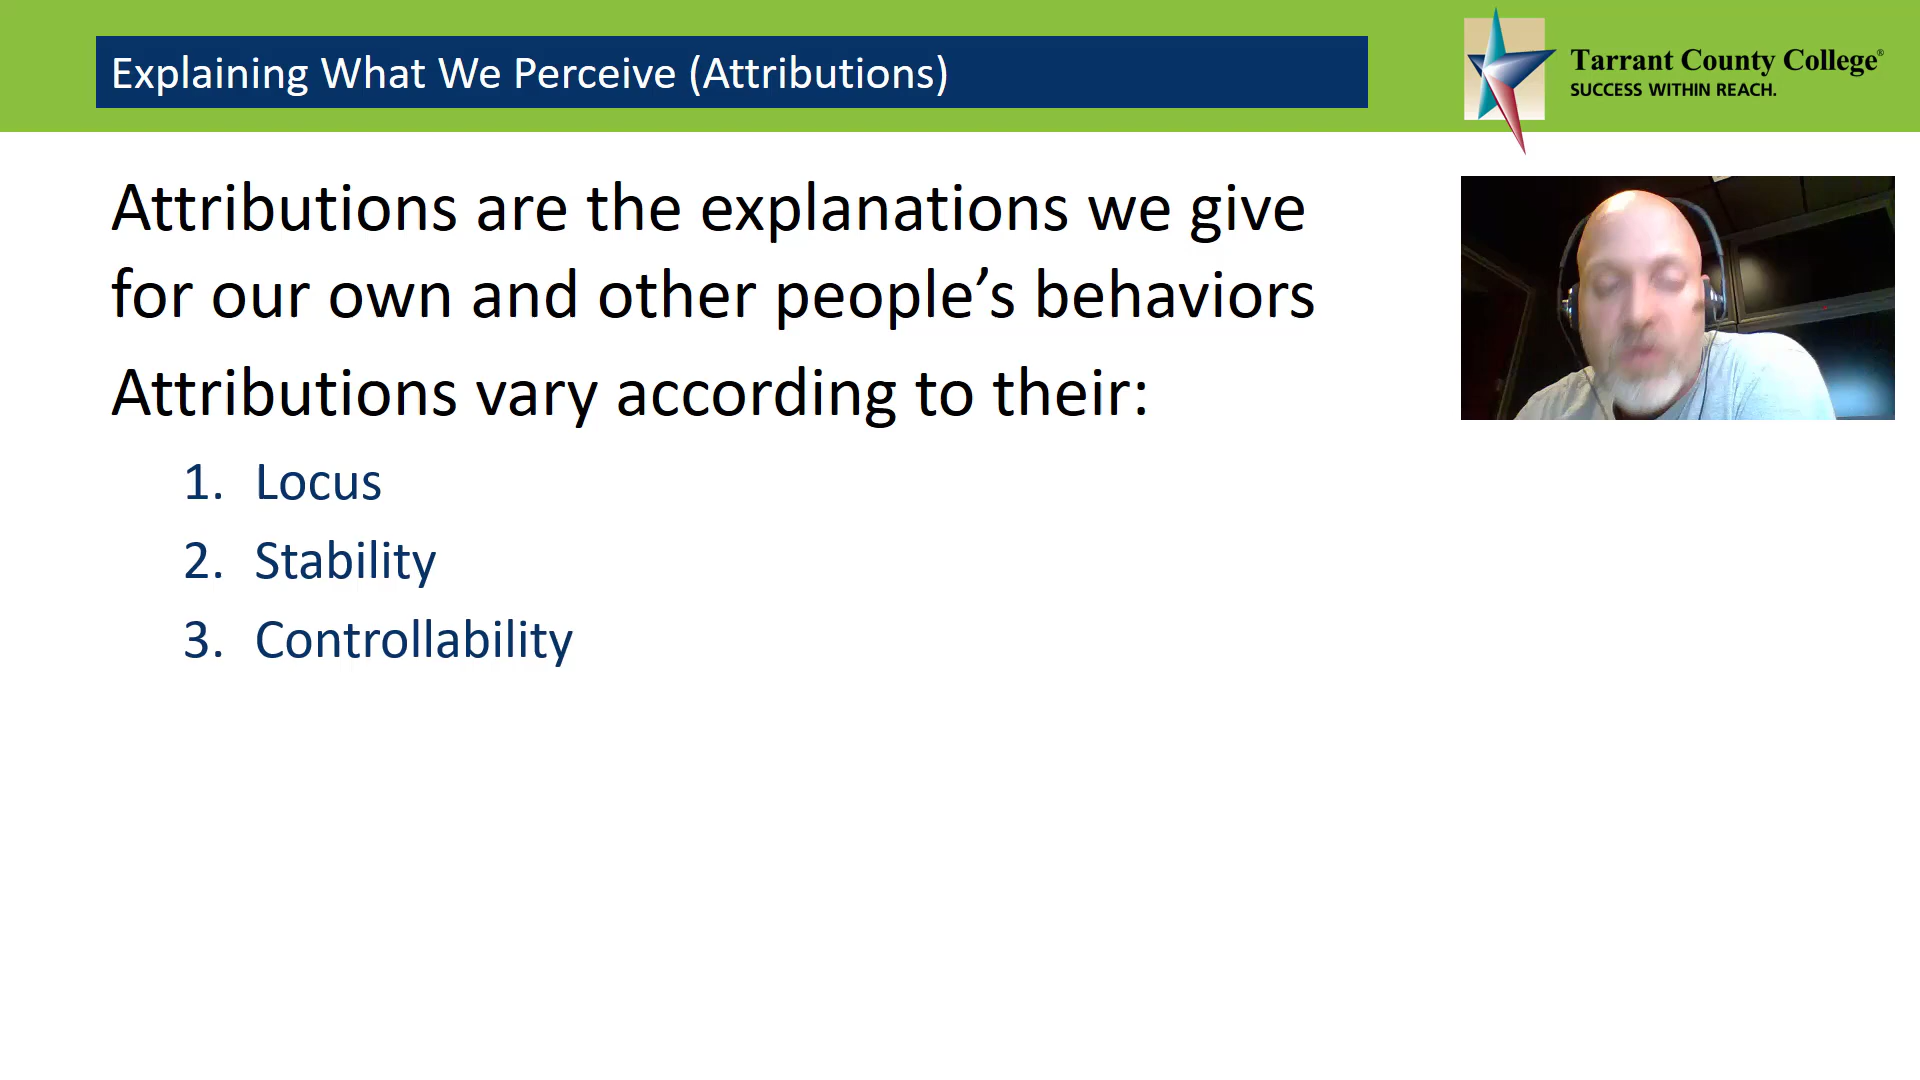 Explaining What We Perceive (Attributions)
Tarrant County College®
SUCCESS WITHIN REACH.
Attributions are the explanations we give
for our own and other people’s behaviors
Attributions vary according to their:
1. Locus
2. Stability
3. Controllability